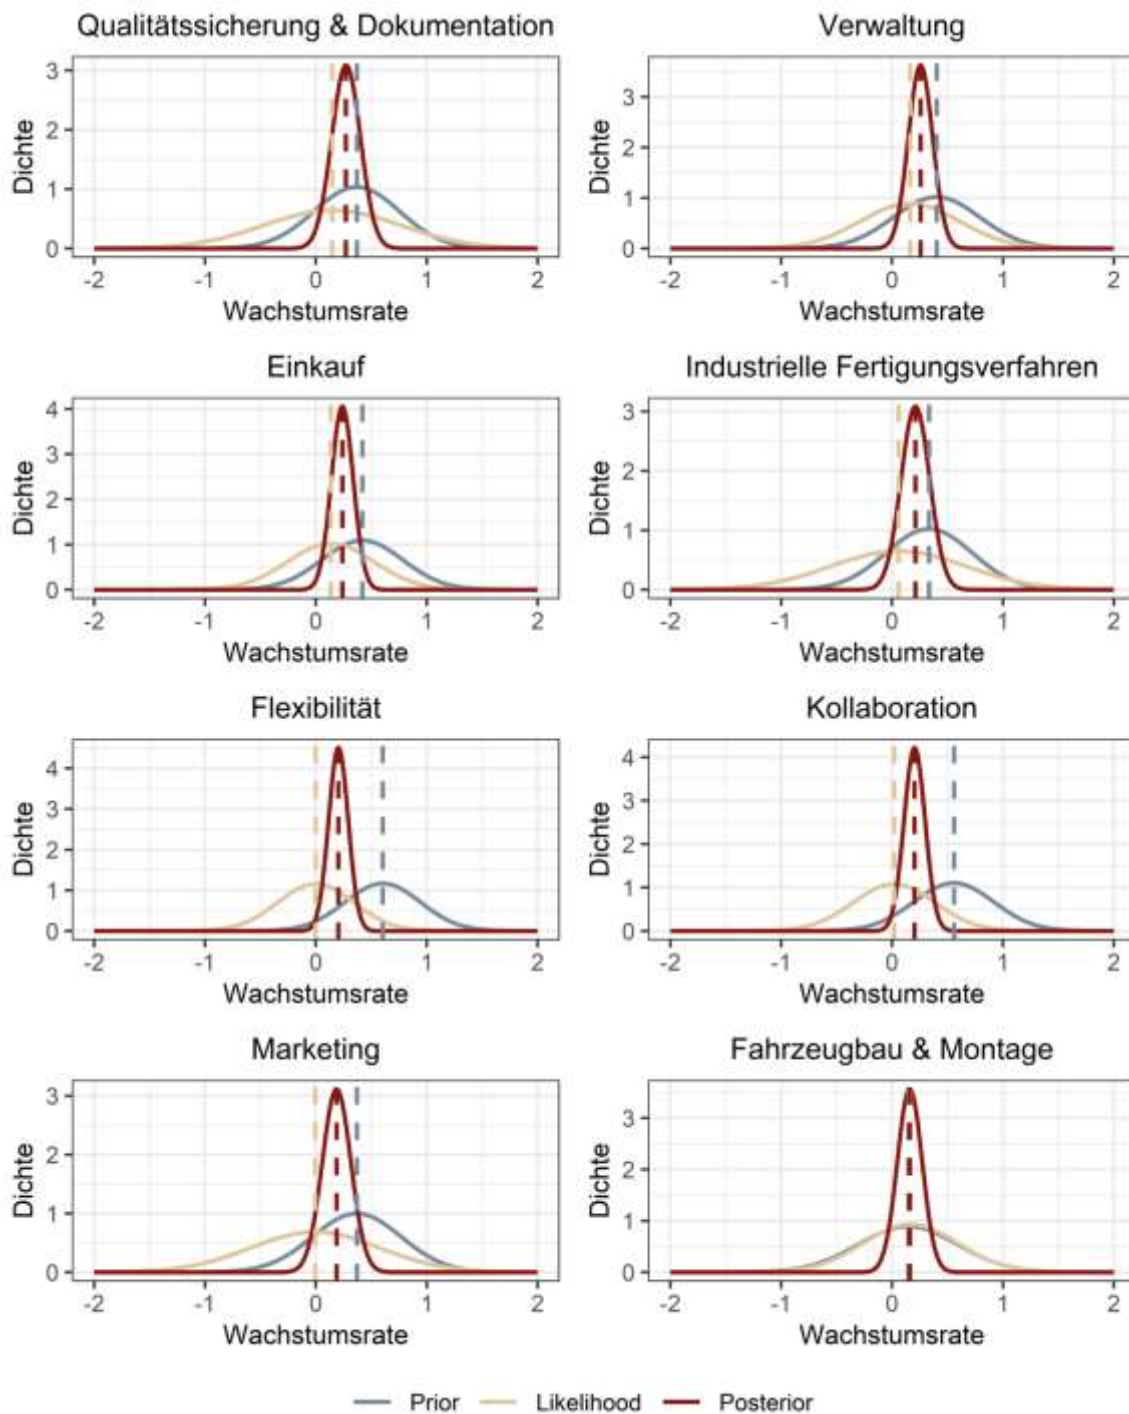 Qualitätssicherung & Dokumentation
Dichte
3
2
1
0
-2 -1 0 1 2
Wachstumsrate
Verwaltung
Dichte
3
2
1
0
-2 -1 0 1 2
Wachstumsrate
Einkauf
Dichte
4
3
2
1
0
-2 -1 0 1 2
Wachstumsrate
Industrielle Fertigungsverfahren
Dichte
3
2
1
0
-2 -1 0 1 2
Wachstumsrate
Flexibilität
Dichte
4
3
2
1
0
-2 -1 0 1 2
Wachstumsrate
Kollaboration
Dichte
4
3
2
1
0
-2 -1 0 1 2
Wachstumsrate
Marketing
Dichte
3
2
1
0
-2 -1 0 1 2
Wachstumsrate
Fahrzeugbau & Montage
Dichte
3
2
1
0
-2 -1 0 1 2
Wachstumsrate
Prior Likelihood Posterior